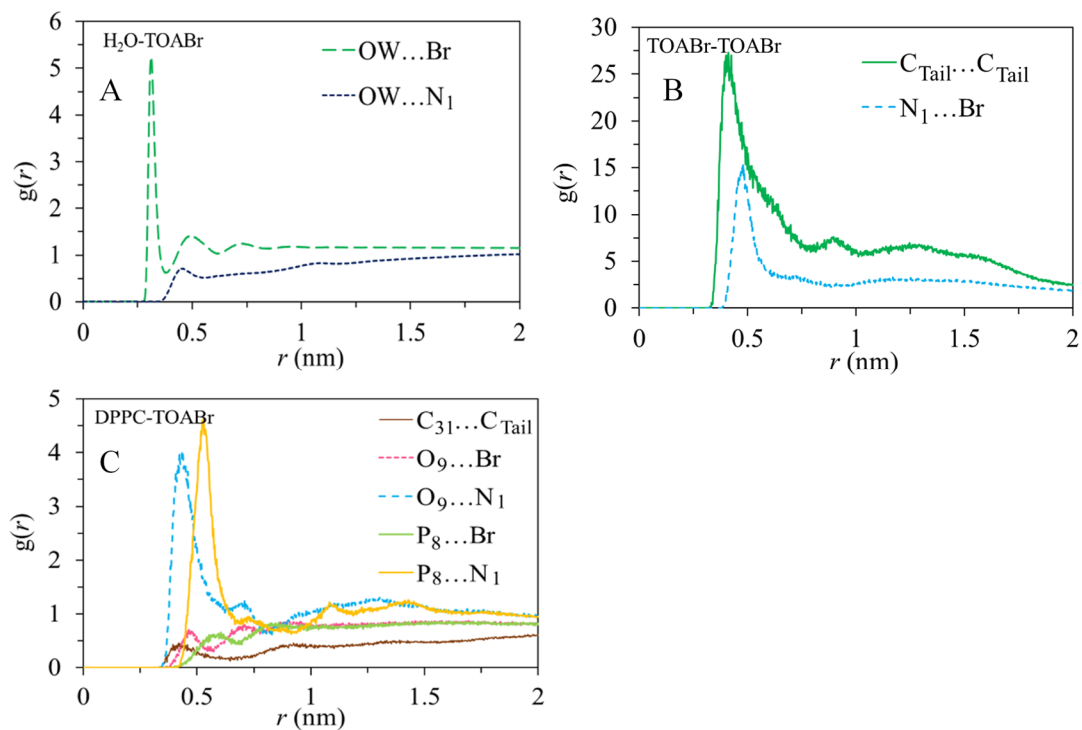 H₂O-TOABr
A
OW…Br
OW…N₁
g(r)
6
5
4
3
2
1
0
0 0.5 1 1.5 2
r (nm)
TOABr-TOABr
B
C_Tail…C_Tail
N₁…Br
g(r)
30
25
20
15
10
5
0
0 0.5 1 1.5 2
r (nm)
DPPC-TOABr
C
C₃₁…C_Tail
O₉…Br
O₉…N₁
P₈…Br
P₈…N₁
g(r)
5
4
3
2
1
0
0 0.5 1 1.5 2
r (nm)